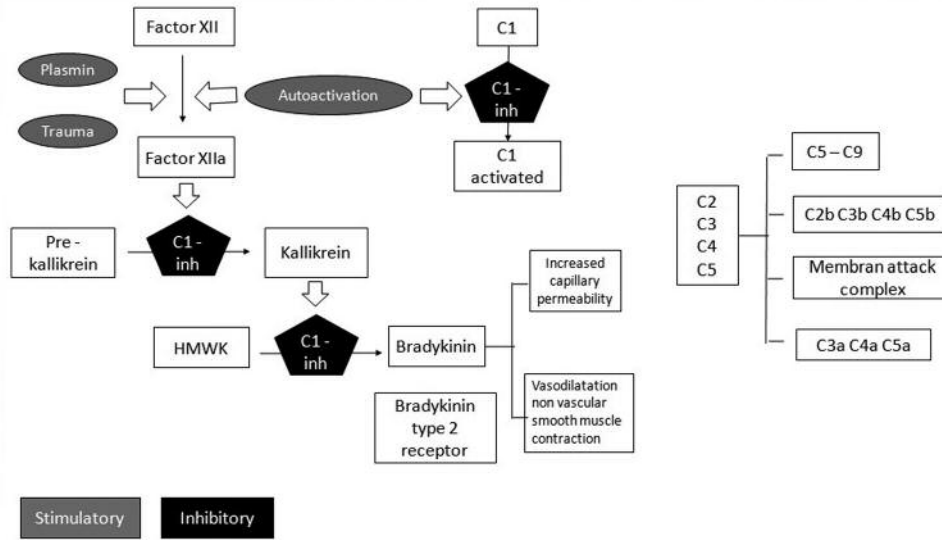 Factor XII
C1
Plasmin
Autoactivation
C1 -
inh
Trauma
Factor XIIa
C1
activated
Pre -
kallikrein
C1 -
inh
Kallikrein
HMWK
C1 -
inh
Bradykinin
Increased
capillary
permeability
Bradykinin
type 2
receptor
Vasodilatation
non vascular
smooth muscle
contraction
C2
C3
C4
C5
C5 – C9
C2b C3b C4b C5b
Membran attack
complex
C3a C4a C5a
Stimulatory
Inhibitory